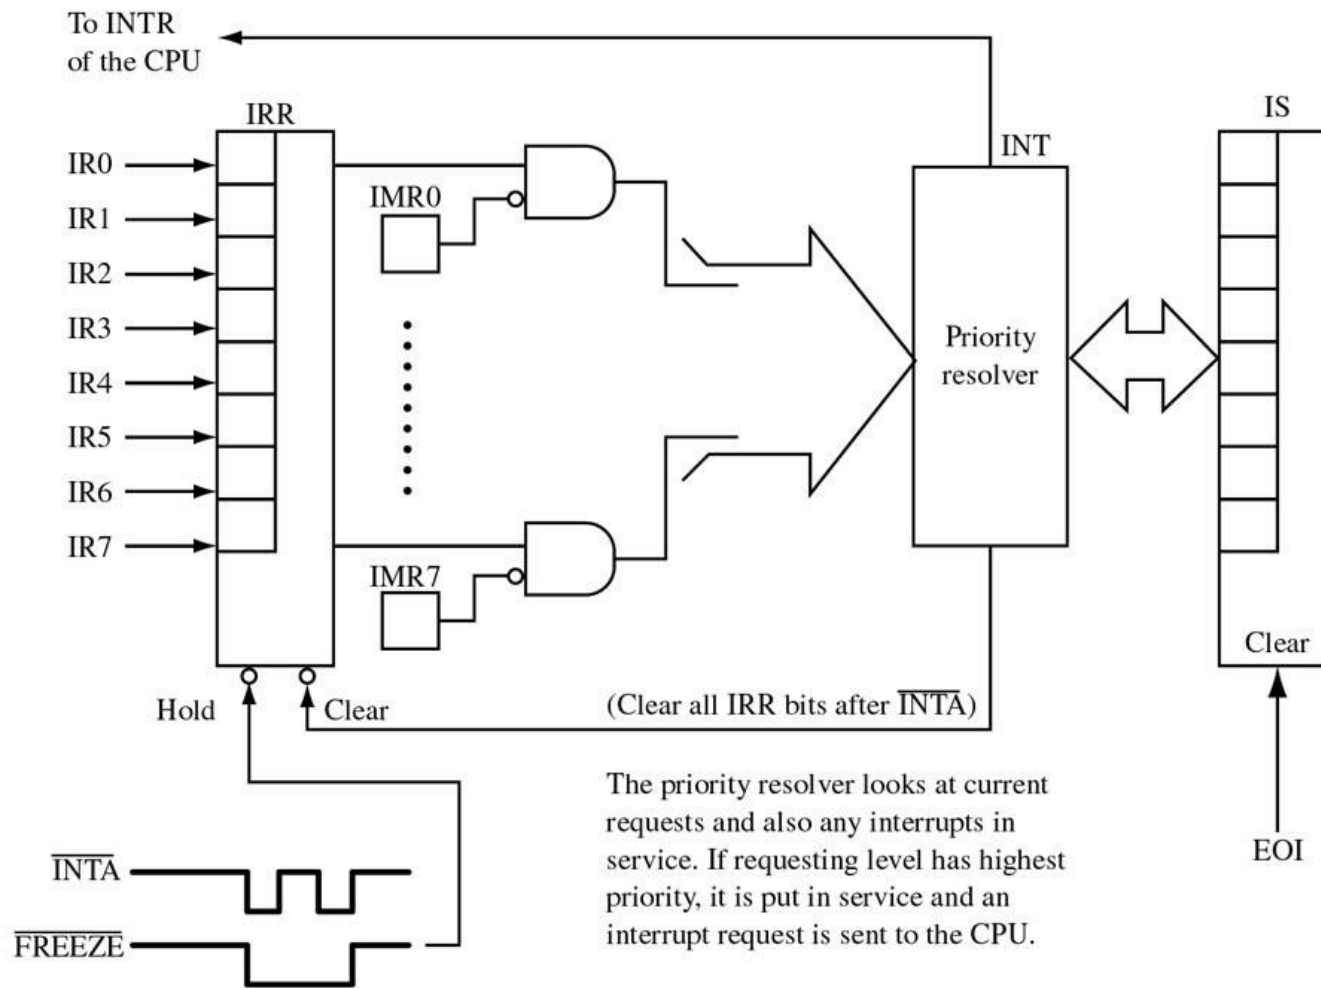 To INTR
of the CPU
IRR
IS
INT
IR0
IR1
IR2
IR3
IR4
IR5
IR6
IR7
IMR0
IMR7
Priority
resolver
Clear
Hold
Clear
(Clear all IRR bits after I̅N̅T̅A̅)
The priority resolver looks at current
requests and also any interrupts in
service. If requesting level has highest
priority, it is put in service and an
interrupt request is sent to the CPU.
EOI
I̅N̅T̅A̅
F̅R̅E̅E̅Z̅E̅